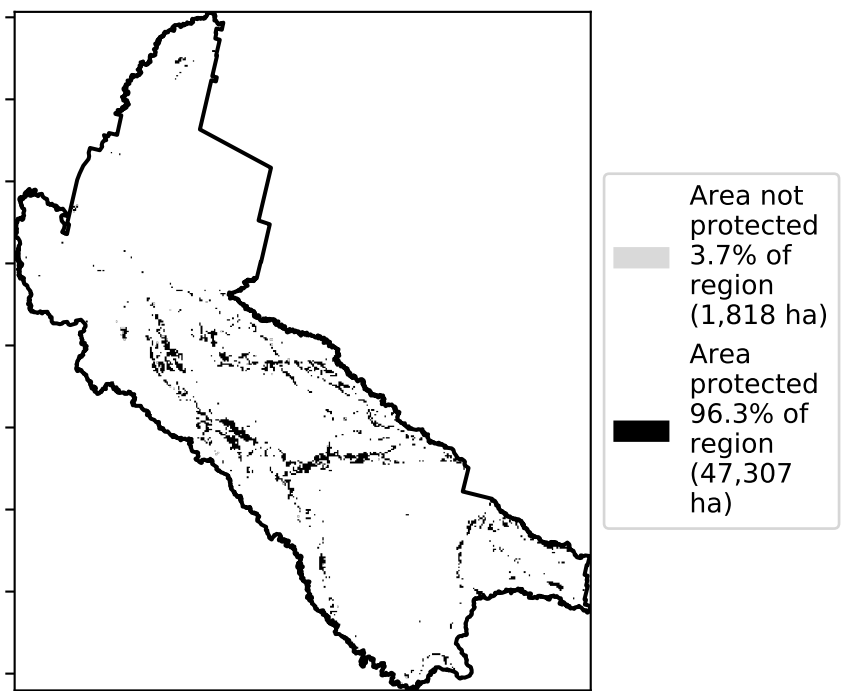 Area not
protected
3.7% of
region
(1,818 ha)
Area
protected
96.3% of
region
(47,307
ha)